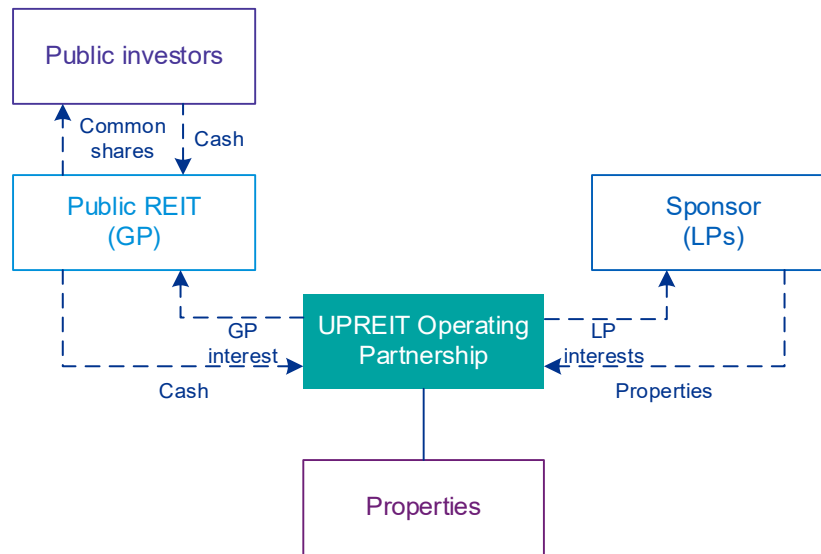 Public investors
Common
shares
Cash
Public REIT
(GP)
Sponsor
(LPs)
GP
interest
UPREIT Operating
Partnership
LP
interests
Cash
Properties
Properties